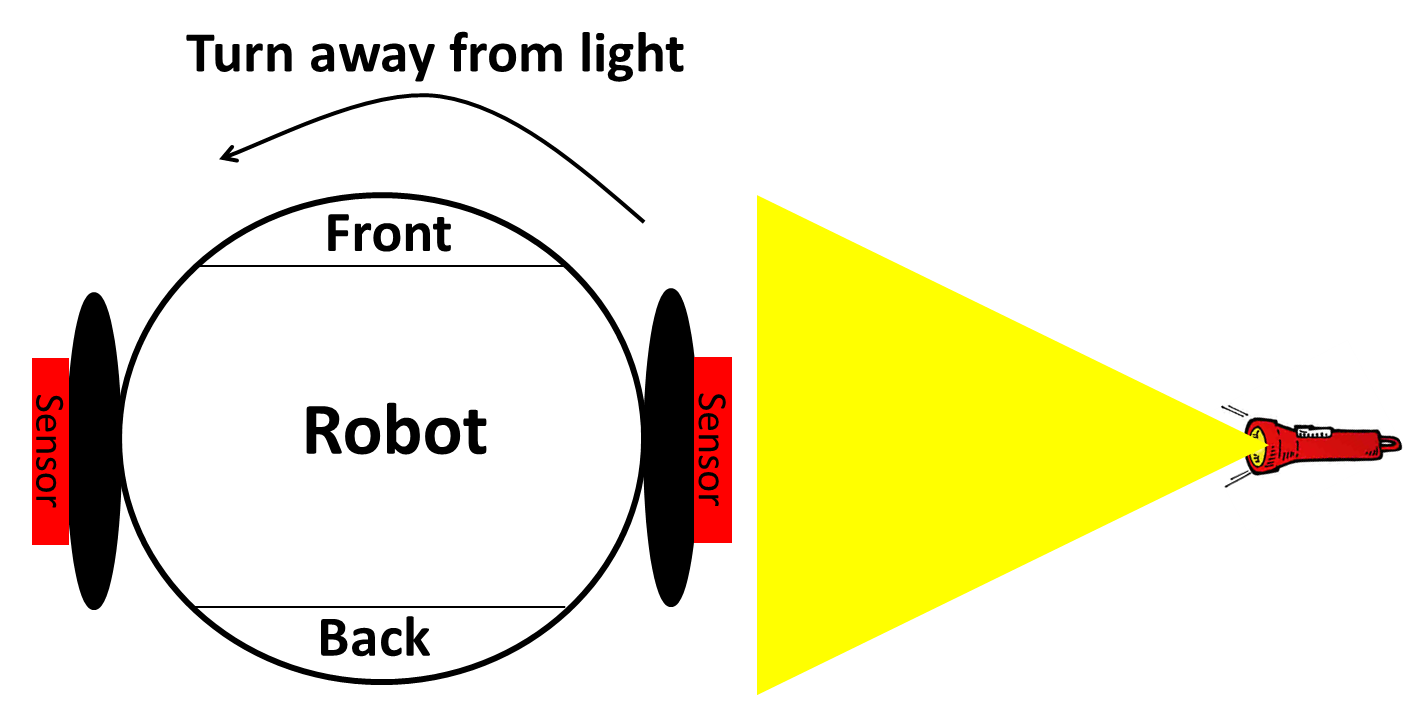 Turn away from light
Front
Sensor
Robot
Sensor
Back